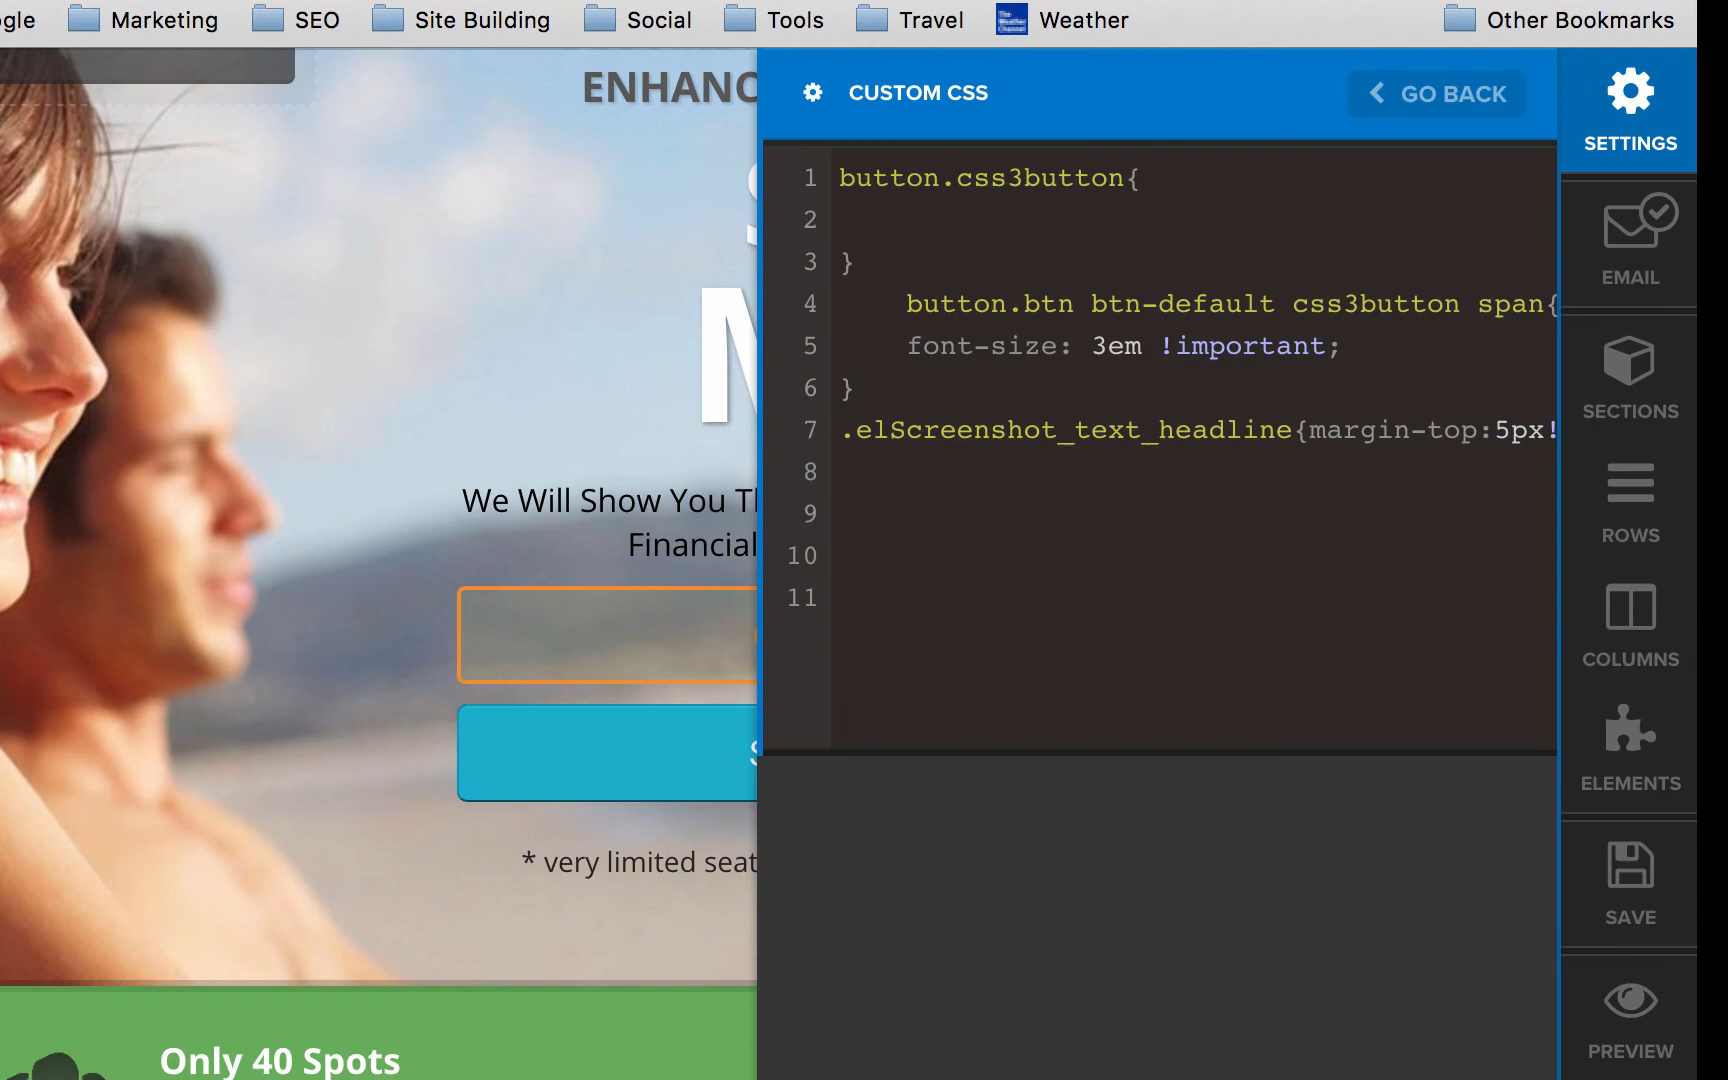 gle Marketing SEO Site Building Social Tools Travel Weather Other Bookmarks
ENHANC
CUSTOM CSS
GO BACK
SETTINGS
1 button.css3button{
2
3 }
4 button.btn btn-default css3button span{
5 font-size: 3em !important;
6 }
7 .elScreenshot_text_headline{margin-top:5px!
8
9
10
11
S
M
We Will Show You Th
Financial
S
* very limited seat
Only 40 Spots
EMAIL
SECTIONS
ROWS
COLUMNS
ELEMENTS
SAVE
PREVIEW